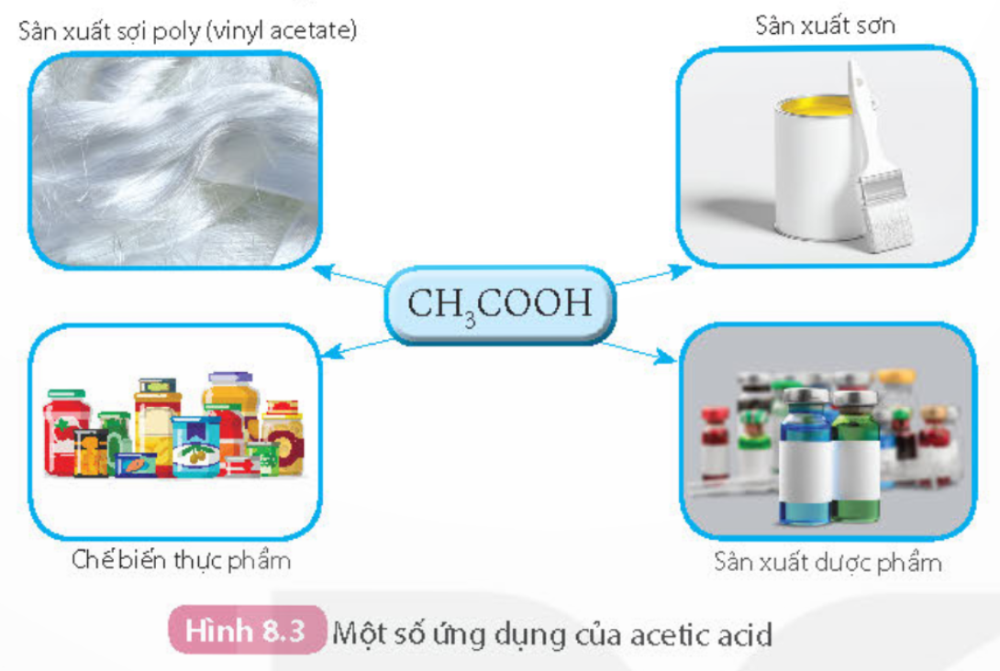 Sản xuất sợi poly (vinyl acetate)
Sản xuất sơn
CH₃COOH
Chế biến thực phẩm
Sản xuất dược phẩm
Hình 8.3 Một số ứng dụng của acetic acid